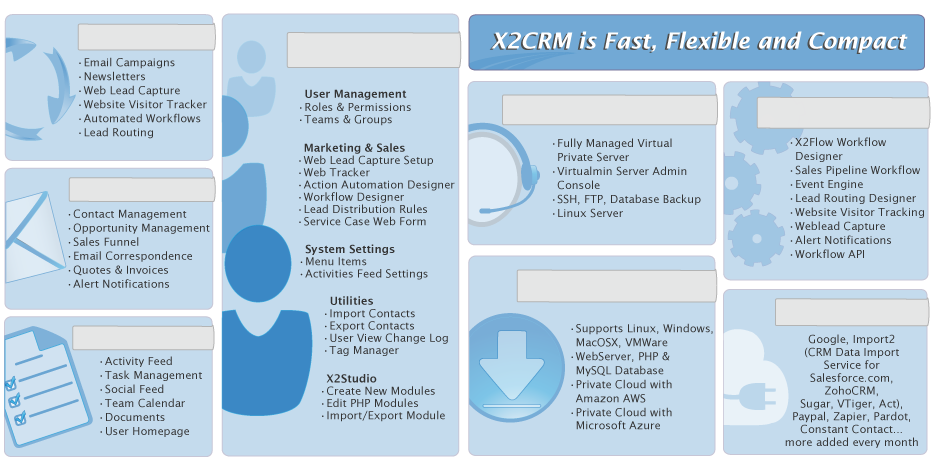 X2CRM is Fast, Flexible and Compact
· Email Campaigns
· Newsletters
· Web Lead Capture
· Website Visitor Tracker
· Automated Workflows
· Lead Routing
· Contact Management
· Opportunity Management
· Sales Funnel
· Email Correspondence
· Quotes & Invoices
· Alert Notifications
· Activity Feed
· Task Management
· Social Feed
· Team Calendar
· Documents
· User Homepage
User Management
· Roles & Permissions
· Teams & Groups
Marketing & Sales
· Web Lead Capture Setup
· Web Tracker
· Action Automation Designer
· Workflow Designer
· Lead Distribution Rules
· Service Case Web Form
System Settings
· Menu Items
· Activities Feed Settings
Utilities
· Import Contacts
· Export Contacts
· User View Change Log
· Tag Manager
X2Studio
· Create New Modules
· Edit PHP Modules
· Import/Export Module
· Fully Managed Virtual
Private Server
· Virtualmin Server Admin
Console
· SSH, FTP, Database Backup
· Linux Server
· Supports Linux, Windows,
MacOSX, VMWare
· WebServer, PHP &
MySQL Database
· Private Cloud with
Amazon AWS
· Private Cloud with
Microsoft Azure
· X2Flow Workflow
Designer
· Sales Pipeline Workflow
· Event Engine
· Lead Routing Designer
· Website Visitor Tracking
· Weblead Capture
· Alert Notifications
· Workflow API
Google, Import2
(CRM Data Import
Service for
Salesforce.com,
ZohoCRM,
Sugar, VTiger, Act),
Paypal, Zapier, Pardot,
Constant Contact...
more added every month